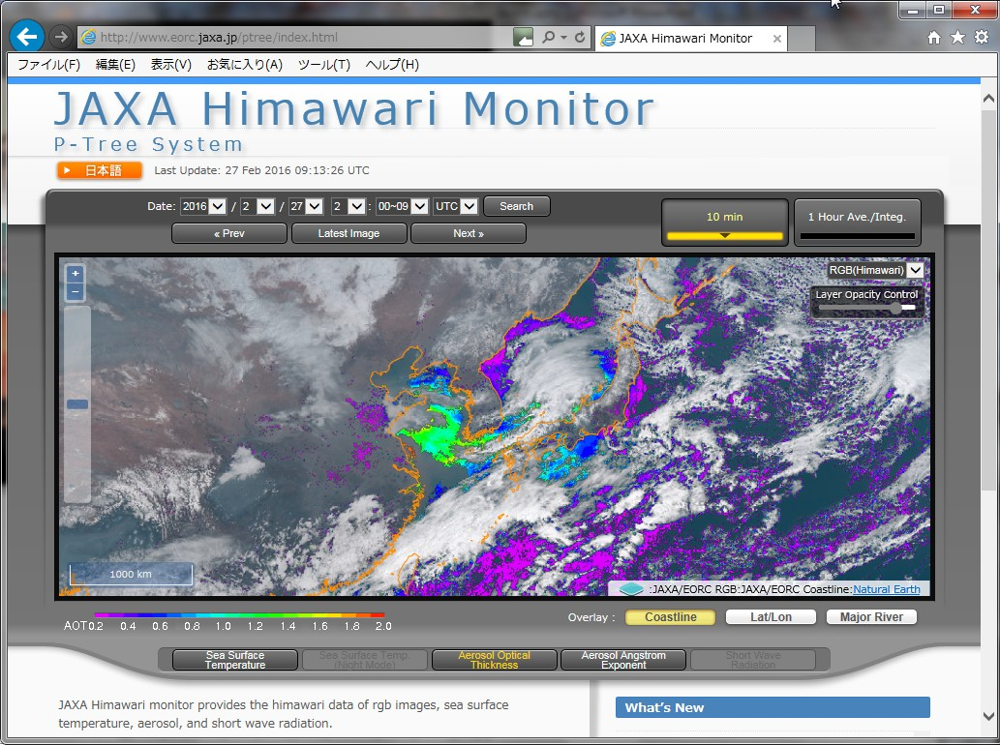 http://www.eorc.jaxa.jp/ptree/index.html
JAXA Himawari Monitor
ファイル(F) 編集(E) 表示(V) お気に入り(A) ツール(T) ヘルプ(H)
JAXA Himawari Monitor
P-Tree System
日本語 Last Update: 27 Feb 2016 09:13:26 UTC
Date: 2016 / 2 / 27 2 : 00~09 UTC Search
« Prev Latest Image Next »
10 min 1 Hour Ave./Integ.
+
−
RGB(Himawari)
Layer Opacity Control
1000 km
:JAXA/EORC RGB:JAXA/EORC Coastline:Natural Earth
AOT0.2 0.4 0.6 0.8 1.0 1.2 1.4 1.6 1.8 2.0
Overlay : Coastline Lat/Lon Major River
Sea Surface
Temperature
Sea Surface Temp.
(Night Mode)
Aerosol Optical
Thickness
Aerosol Angstrom
Exponent
Short Wave
Radiation
JAXA Himawari monitor provides the himawari data of rgb images, sea surface
temperature, aerosol, and short wave radiation.
What's New